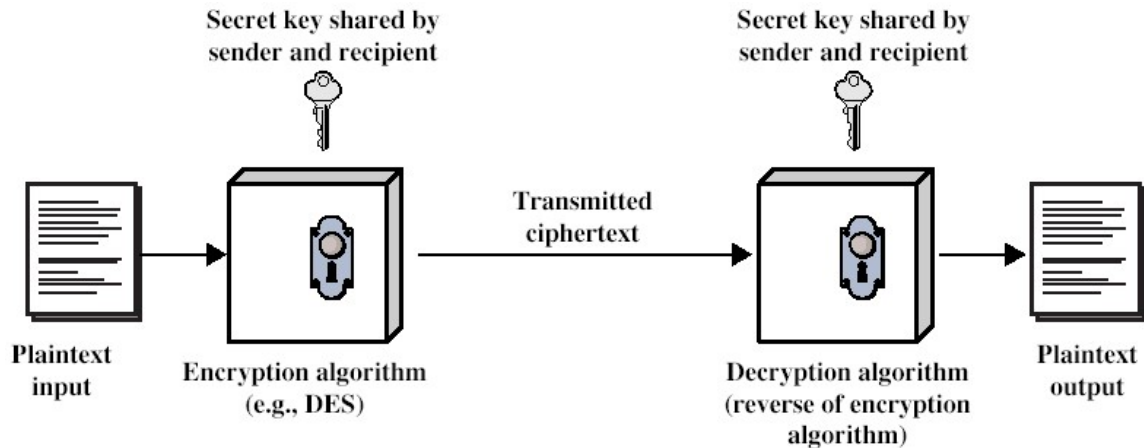 Secret key shared by
sender and recipient
Secret key shared by
sender and recipient
Transmitted
ciphertext
Plaintext
input
Encryption algorithm
(e.g., DES)
Decryption algorithm
(reverse of encryption
algorithm)
Plaintext
output